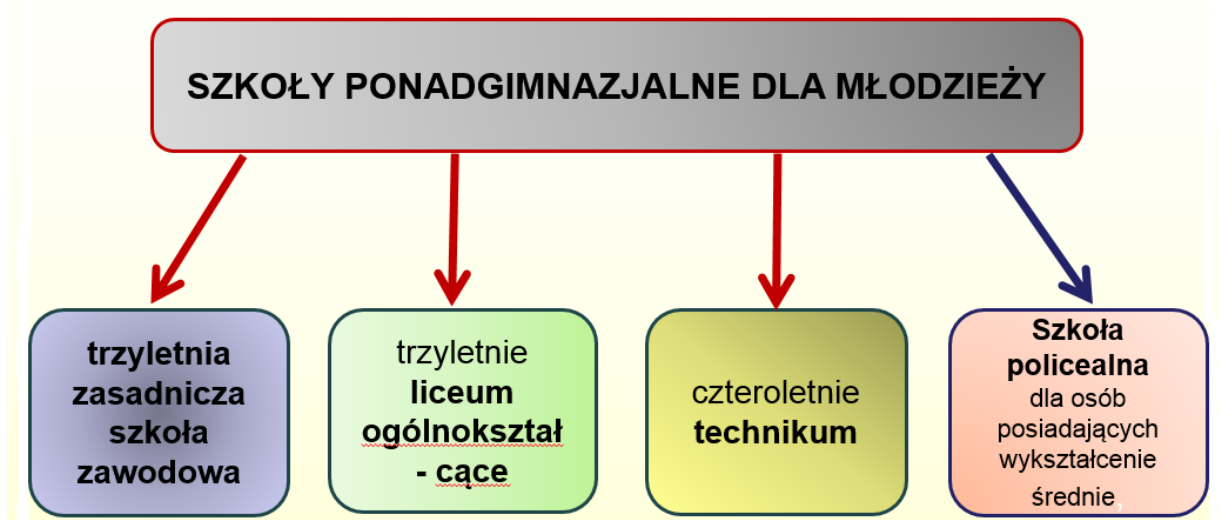 SZKOŁY PONADGIMNAZJALNE DLA MŁODZIEŻY
trzyletnia
zasadnicza
szkoła
zawodowa
trzyletnie
liceum
ogólnokształ
- cące
czteroletnie
technikum
Szkoła
policealna
dla osób
posiadających
wykształcenie
średnie,